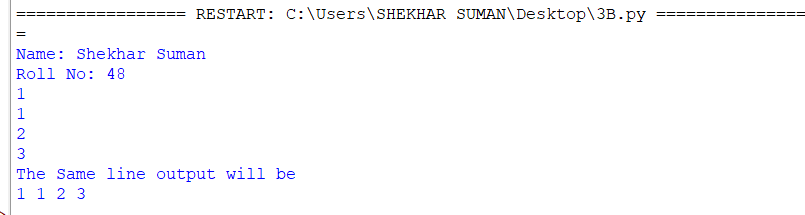 ================= RESTART: C:\Users\SHEKHAR SUMAN\Desktop\3B.py ===============
=
Name: Shekhar Suman
Roll No: 48
1
1
2
3
The Same line output will be
1 1 2 3